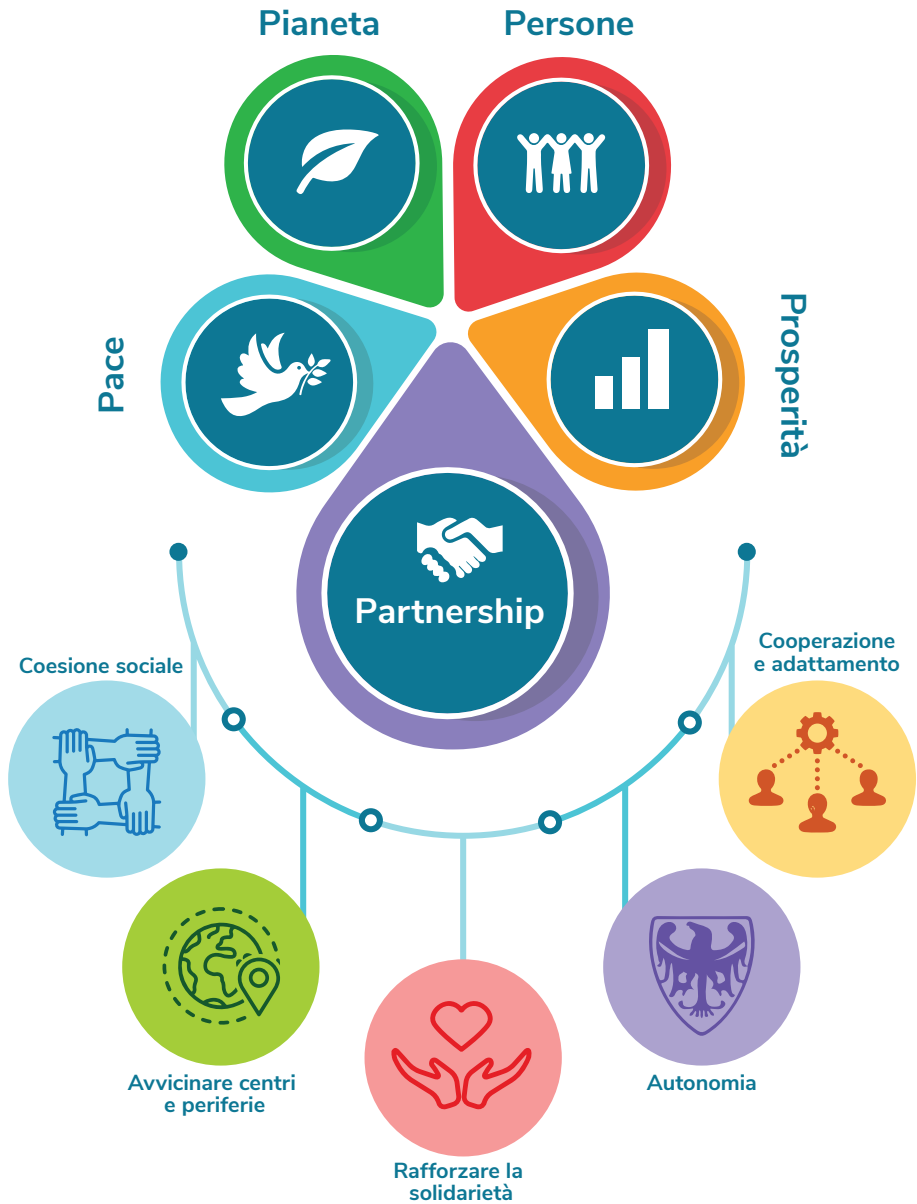 Pianeta
Persone
Pace
Prosperità
Partnership
Coesione sociale
Cooperazione
e adattamento
Avvicinare centri
e periferie
Autonomia
Rafforzare la
solidarietà